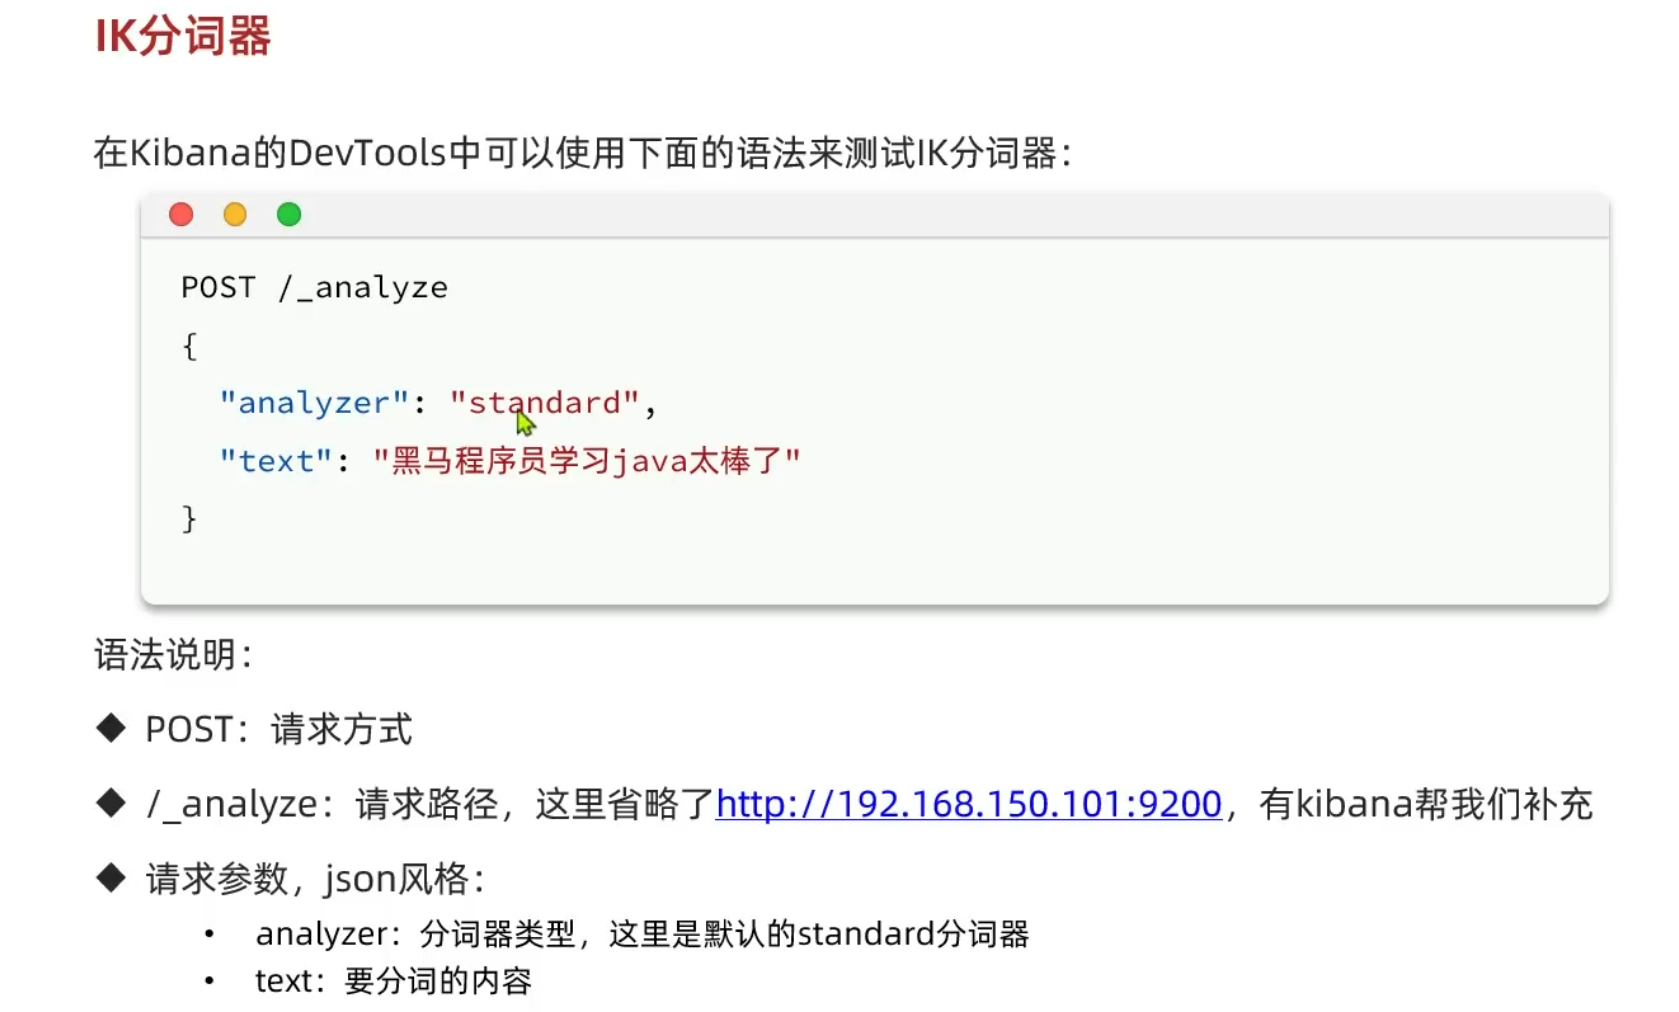 IK分词器
在Kibana的DevTools中可以使用下面的语法来测试IK分词器：
POST /_analyze
{
"analyzer": "standard",
"text": "黑马程序员学习java太棒了"
}
语法说明：
◆ POST：请求方式
◆ /_analyze：请求路径，这里省略了http://192.168.150.101:9200，有kibana帮我们补充
◆ 请求参数，json风格：
• analyzer：分词器类型，这里是默认的standard分词器
• text：要分词的内容